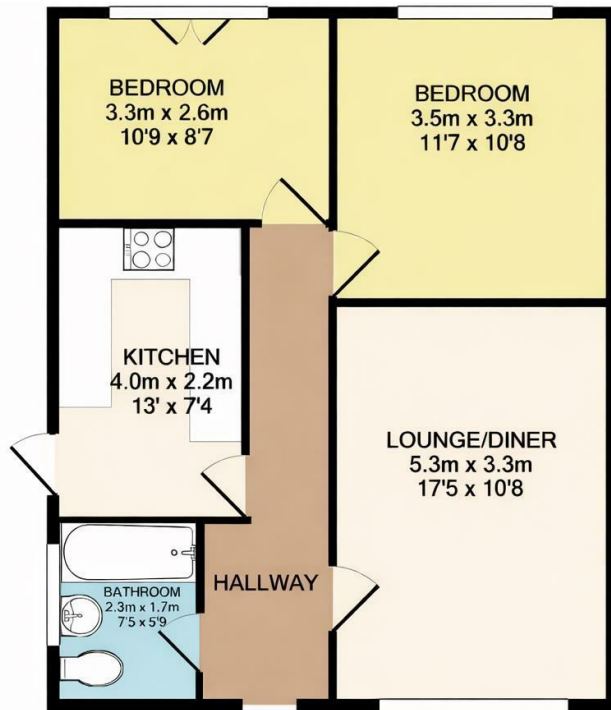 BEDROOM
3.3m x 2.6m
10'9 x 8'7
BEDROOM
3.5m x 3.3m
11'7 x 10'8
KITCHEN
4.0m x 2.2m
13' x 7'4
LOUNGE/DINER
5.3m x 3.3m
17'5 x 10'8
HALLWAY
BATHROOM
2.3m x 1.7m
7'5 x 5'9